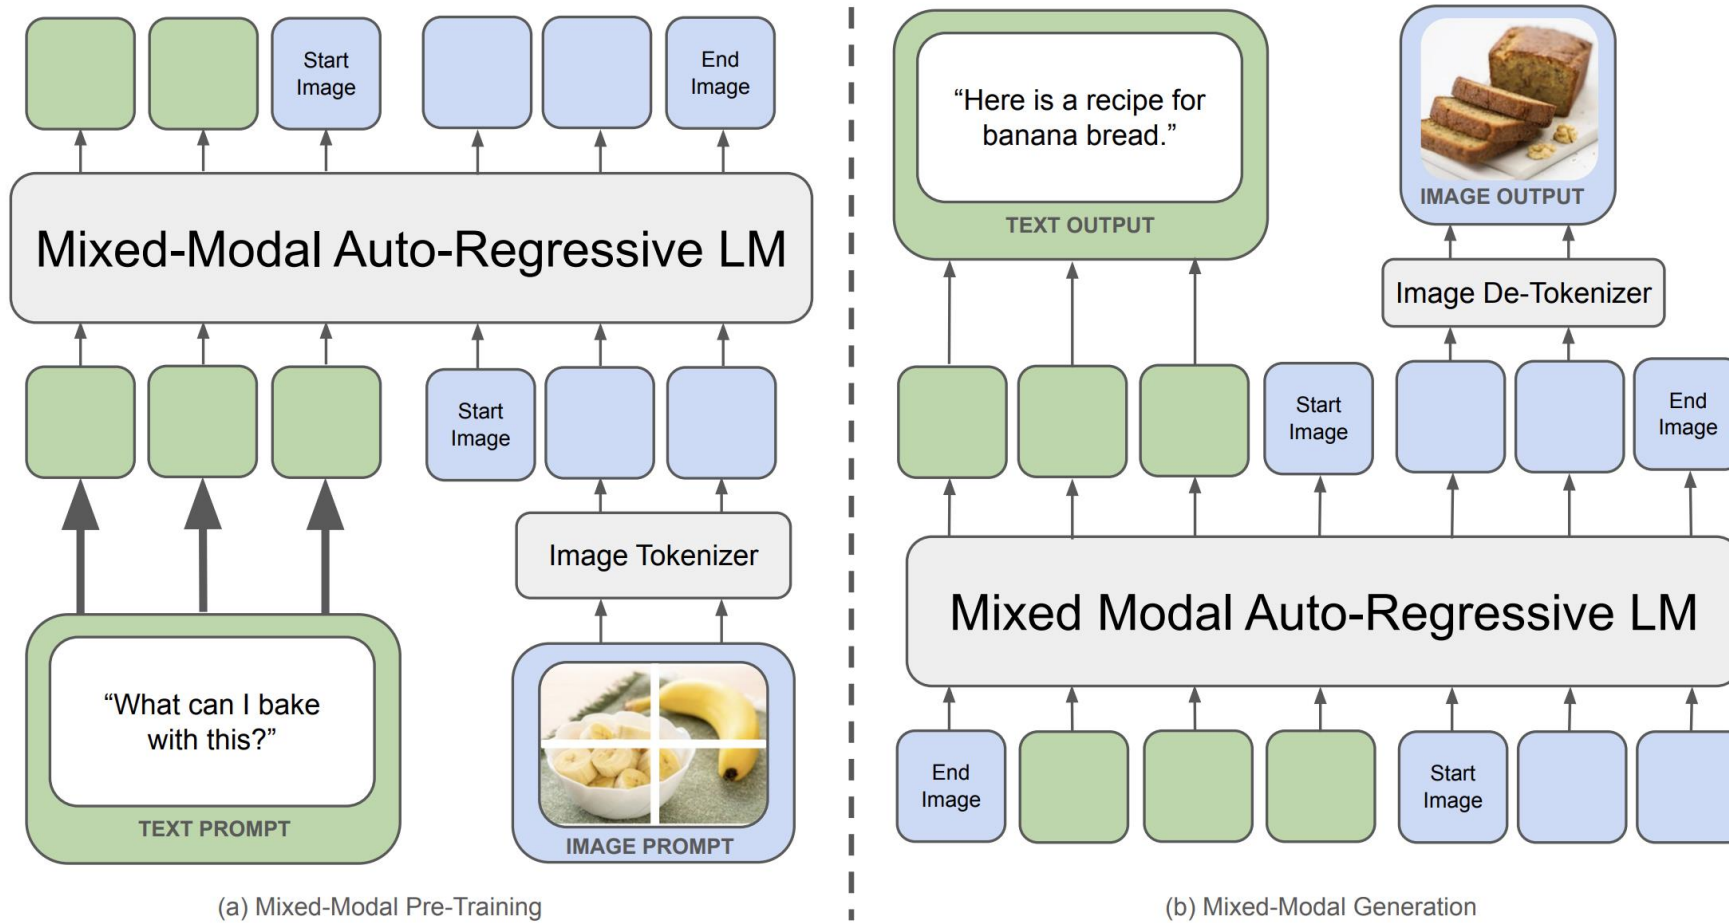 Start
Image
End
Image
Mixed-Modal Auto-Regressive LM
Start
Image
Image Tokenizer
“What can I bake
with this?”
TEXT PROMPT
IMAGE PROMPT
(a) Mixed-Modal Pre-Training
“Here is a recipe for
banana bread.”
TEXT OUTPUT
IMAGE OUTPUT
Image De-Tokenizer
Start
Image
End
Image
Mixed Modal Auto-Regressive LM
End
Image
Start
Image
(b) Mixed-Modal Generation